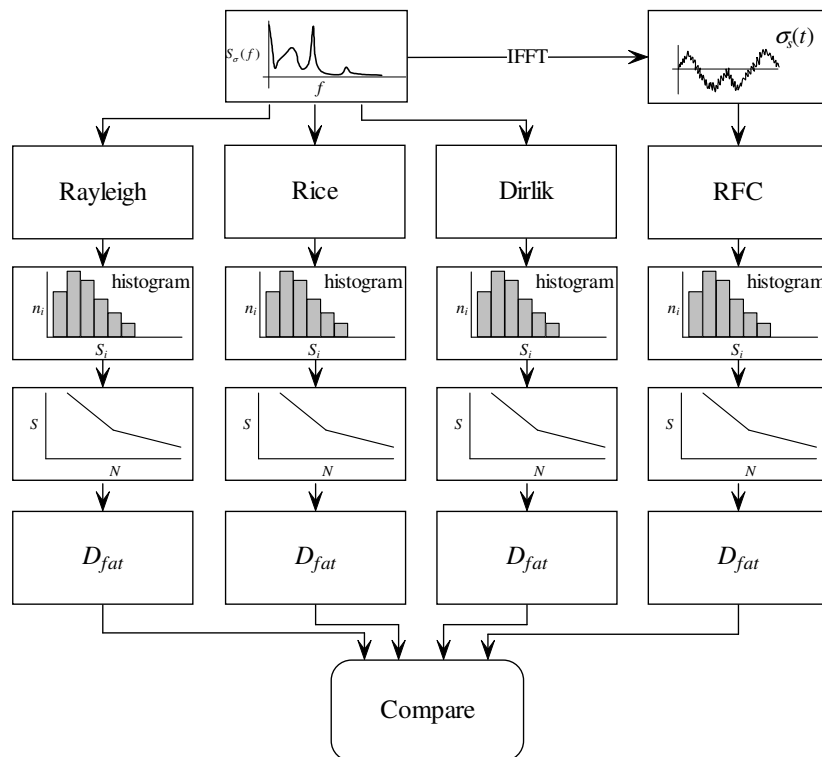 S_σ(f)
f
IFFT
σ_s(t)
Rayleigh
Rice
Dirlik
RFC
histogram
n_i
S_i
histogram
n_i
S_i
histogram
n_i
S_i
histogram
n_i
S_i
S
N
S
N
S
N
S
N
D_fat
D_fat
D_fat
D_fat
Compare